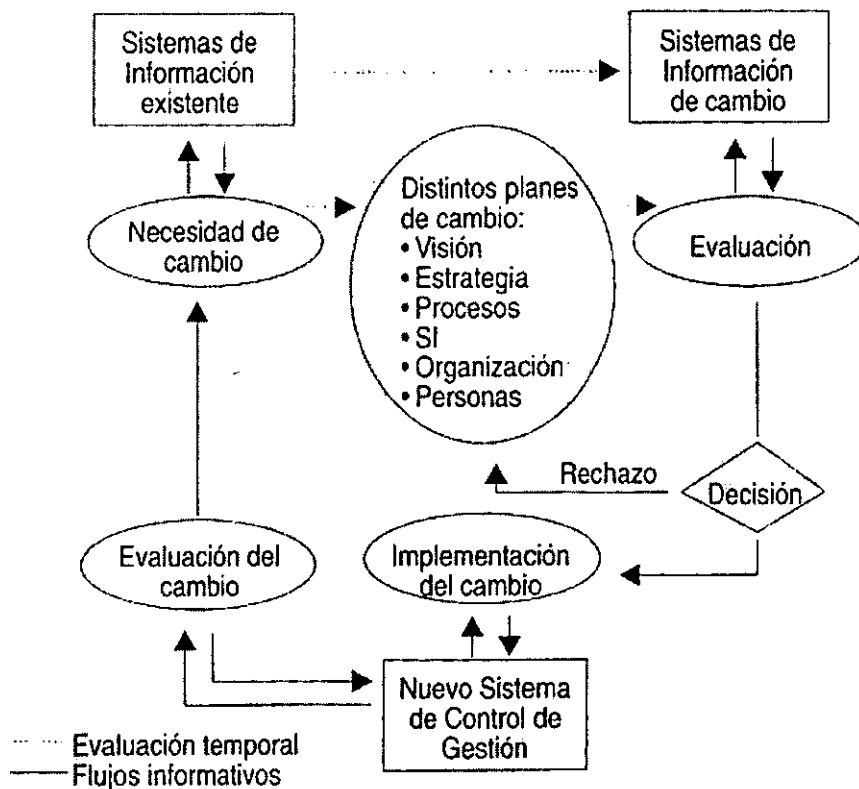 Sistemas de
Información
existente
Sistemas de
Información
de cambio
Necesidad de
cambio
Distintos planes
de cambio:
• Visión
• Estrategia
• Procesos
• SI
• Organización
• Personas
Evaluación
Rechazo
Decisión
Evaluación del
cambio
Implementación
del cambio
Nuevo Sistema
de Control de
Gestión
Evaluación temporal
Flujos informativos